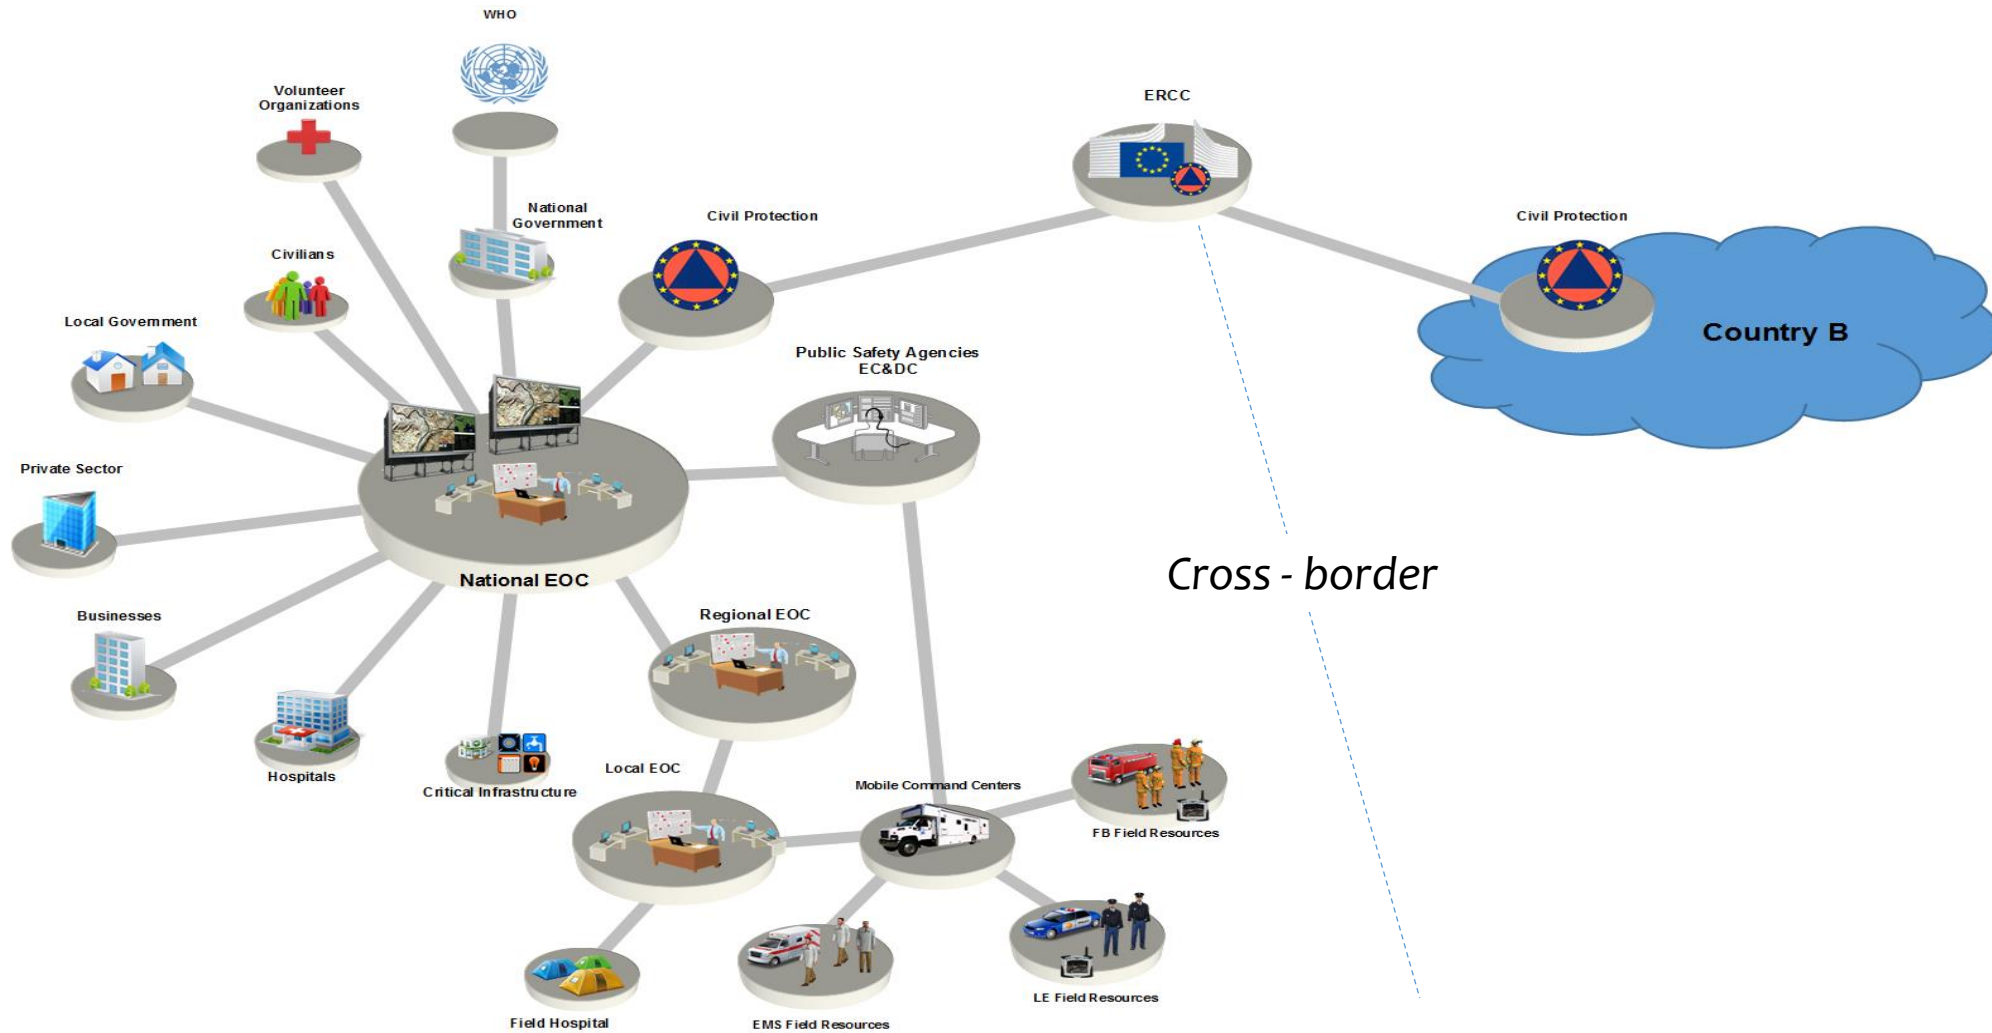 WHO
Volunteer
Organizations
ERCC
National
Government
Civil Protection
Civil Protection
Civilians
Local Government
Country B
Public Safety Agencies
EC&DC
Private Sector
National EOC
Cross - border
Businesses
Regional EOC
Hospitals
Critical Infrastructure
Local EOC
Mobile Command Centers
FB Field Resources
LE Field Resources
Field Hospital
EMS Field Resources